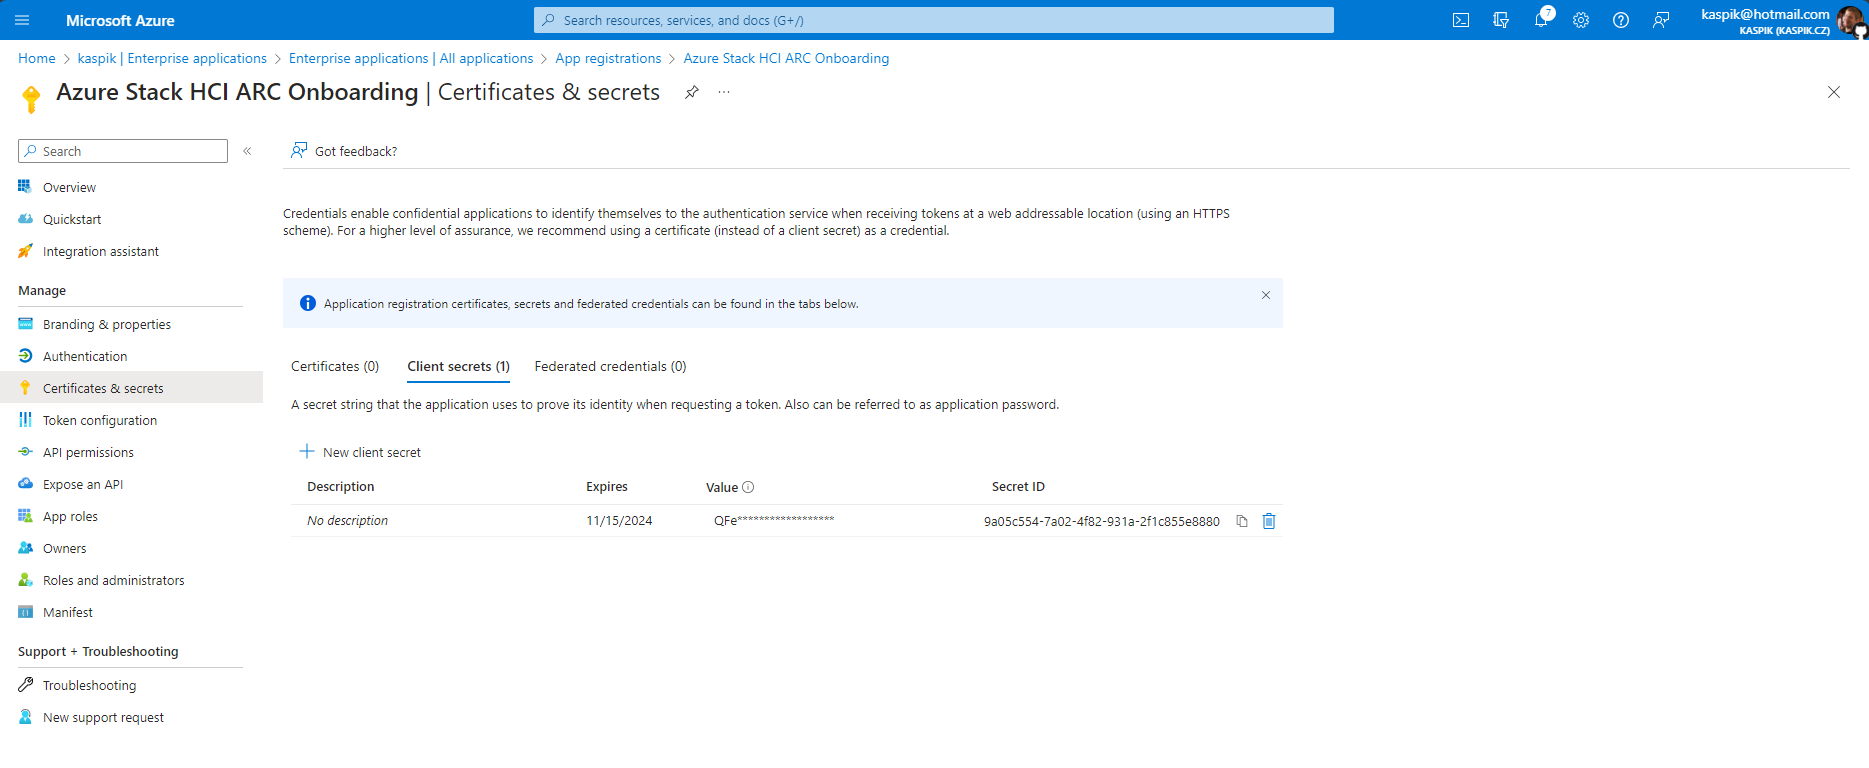 Microsoft Azure
Search resources, services, and docs (G+/)
7
kaspik@hotmail.com
KASPIK (KASPIK.CZ)
Home > kaspik | Enterprise applications > Enterprise applications | All applications > App registrations > Azure Stack HCI ARC Onboarding
Azure Stack HCI ARC Onboarding | Certificates & secrets
Search
Got feedback?
Overview
Quickstart
Integration assistant
Manage
Branding & properties
Authentication
Certificates & secrets
Token configuration
API permissions
Expose an API
App roles
Owners
Roles and administrators
Manifest
Support + Troubleshooting
Troubleshooting
New support request
Credentials enable confidential applications to identify themselves to the authentication service when receiving tokens at a web addressable location (using an HTTPS
scheme). For a higher level of assurance, we recommend using a certificate (instead of a client secret) as a credential.
Application registration certificates, secrets and federated credentials can be found in the tabs below.
Certificates (0) Client secrets (1) Federated credentials (0)
A secret string that the application uses to prove its identity when requesting a token. Also can be referred to as application password.
New client secret
Description Expires Value Secret ID
No description 11/15/2024 QFe****************** 9a05c554-7a02-4f82-931a-2f1c855e8880